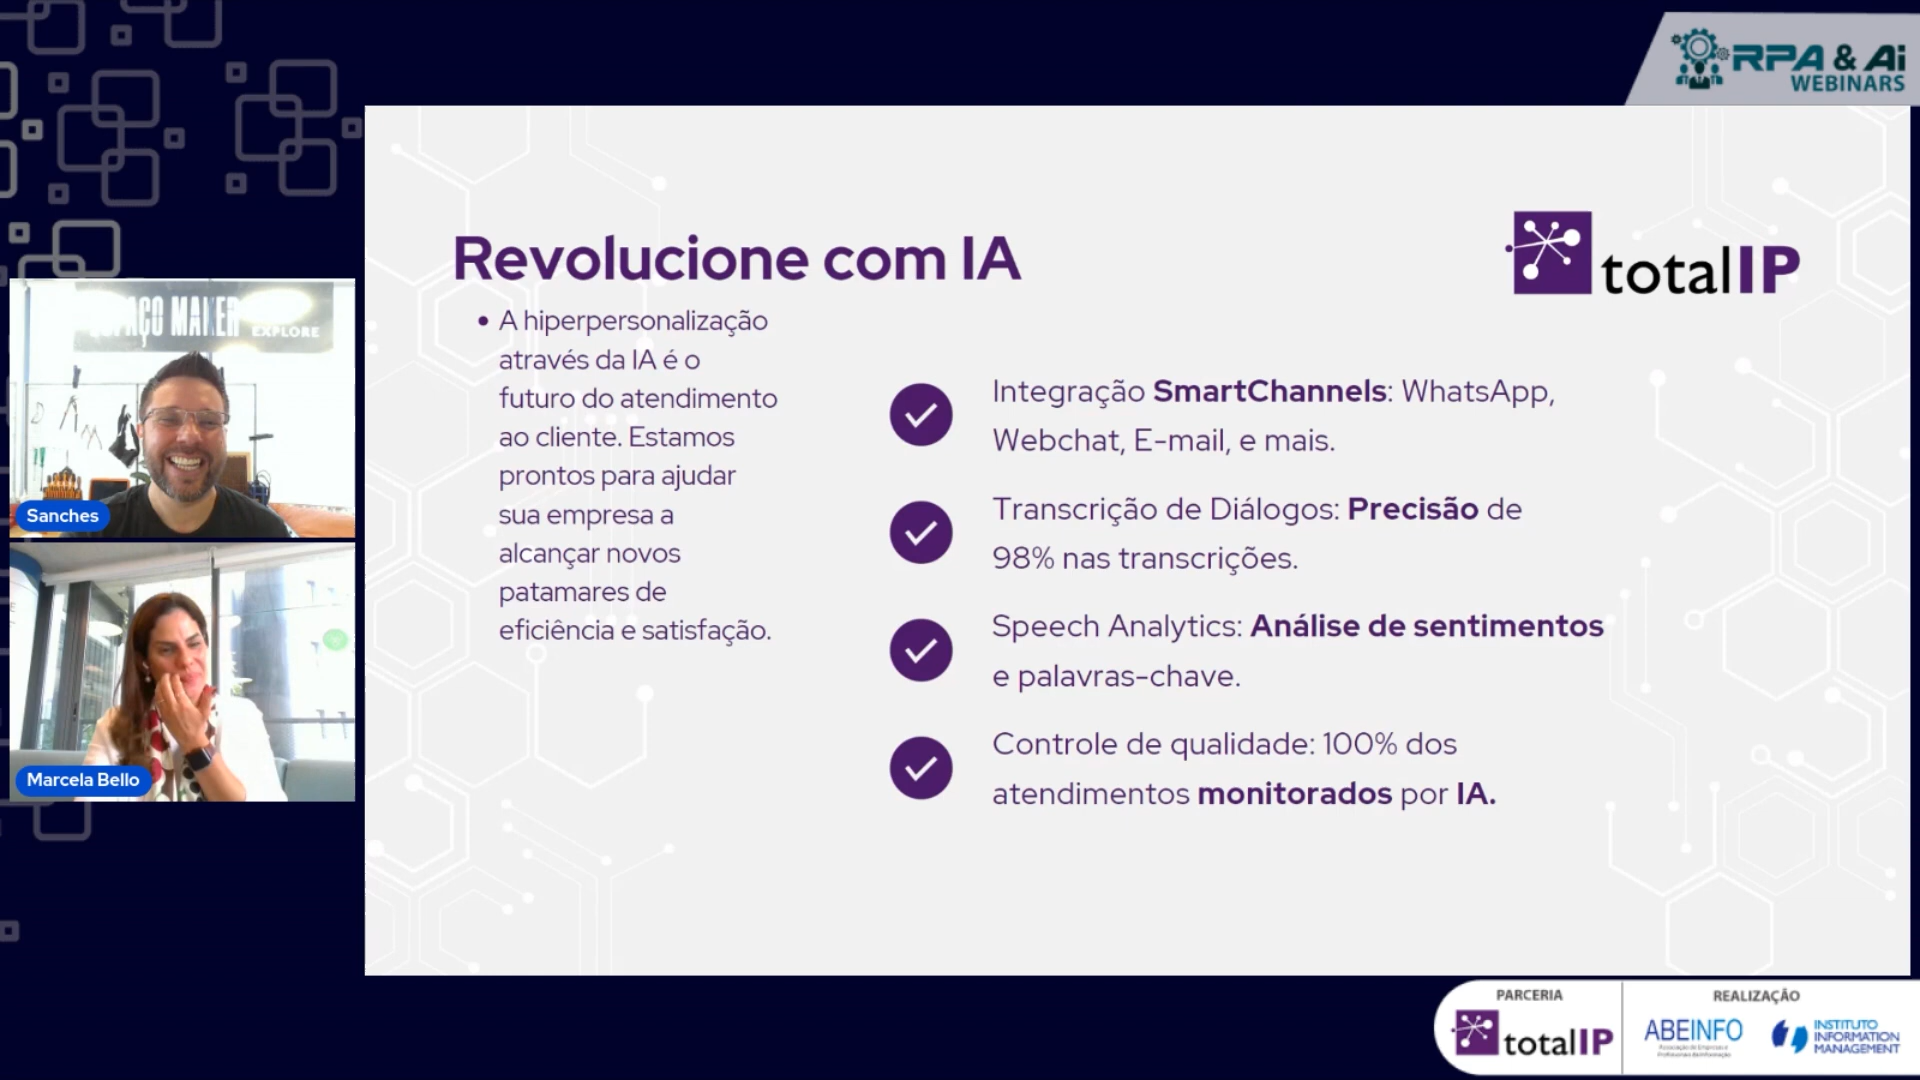 RPA & Ai
WEBINARS
Revolucione com IA
totalIP
• A hiperpersonalização
através da IA é o
futuro do atendimento
ao cliente. Estamos
prontos para ajudar
sua empresa a
alcançar novos
patamares de
eficiência e satisfação.
Integração SmartChannels: WhatsApp,
Webchat, E-mail, e mais.
Transcrição de Diálogos: Precisão de
98% nas transcrições.
Speech Analytics: Análise de sentimentos
e palavras-chave.
Controle de qualidade: 100% dos
atendimentos monitorados por IA.
EXPLORE
Sanches
Marcela Bello
PARCERIA
totalIP
REALIZAÇÃO
ABEINFO
INSTITUTO
INFORMATION
MANAGEMENT